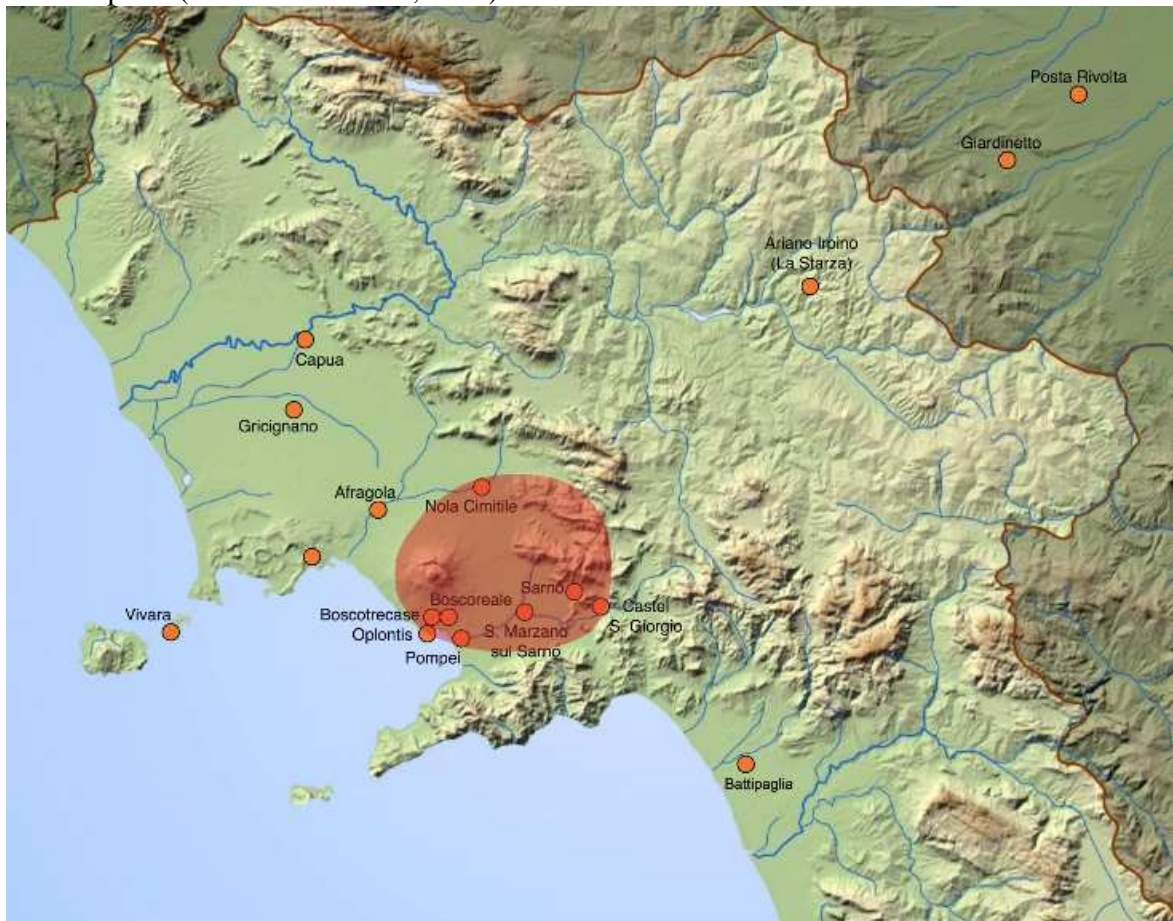 Posta Rivolta
Giardinetto
Ariano Irpino
(La Starza)
Capua
Gricignano
Afragola
Nola Cimitile
Sarno
Boscoreale
Castel
S. Giorgio
Vivara
Boscotrecase
Oplontis
S. Marzano
sul Sarno
Pompei
Battipaglia